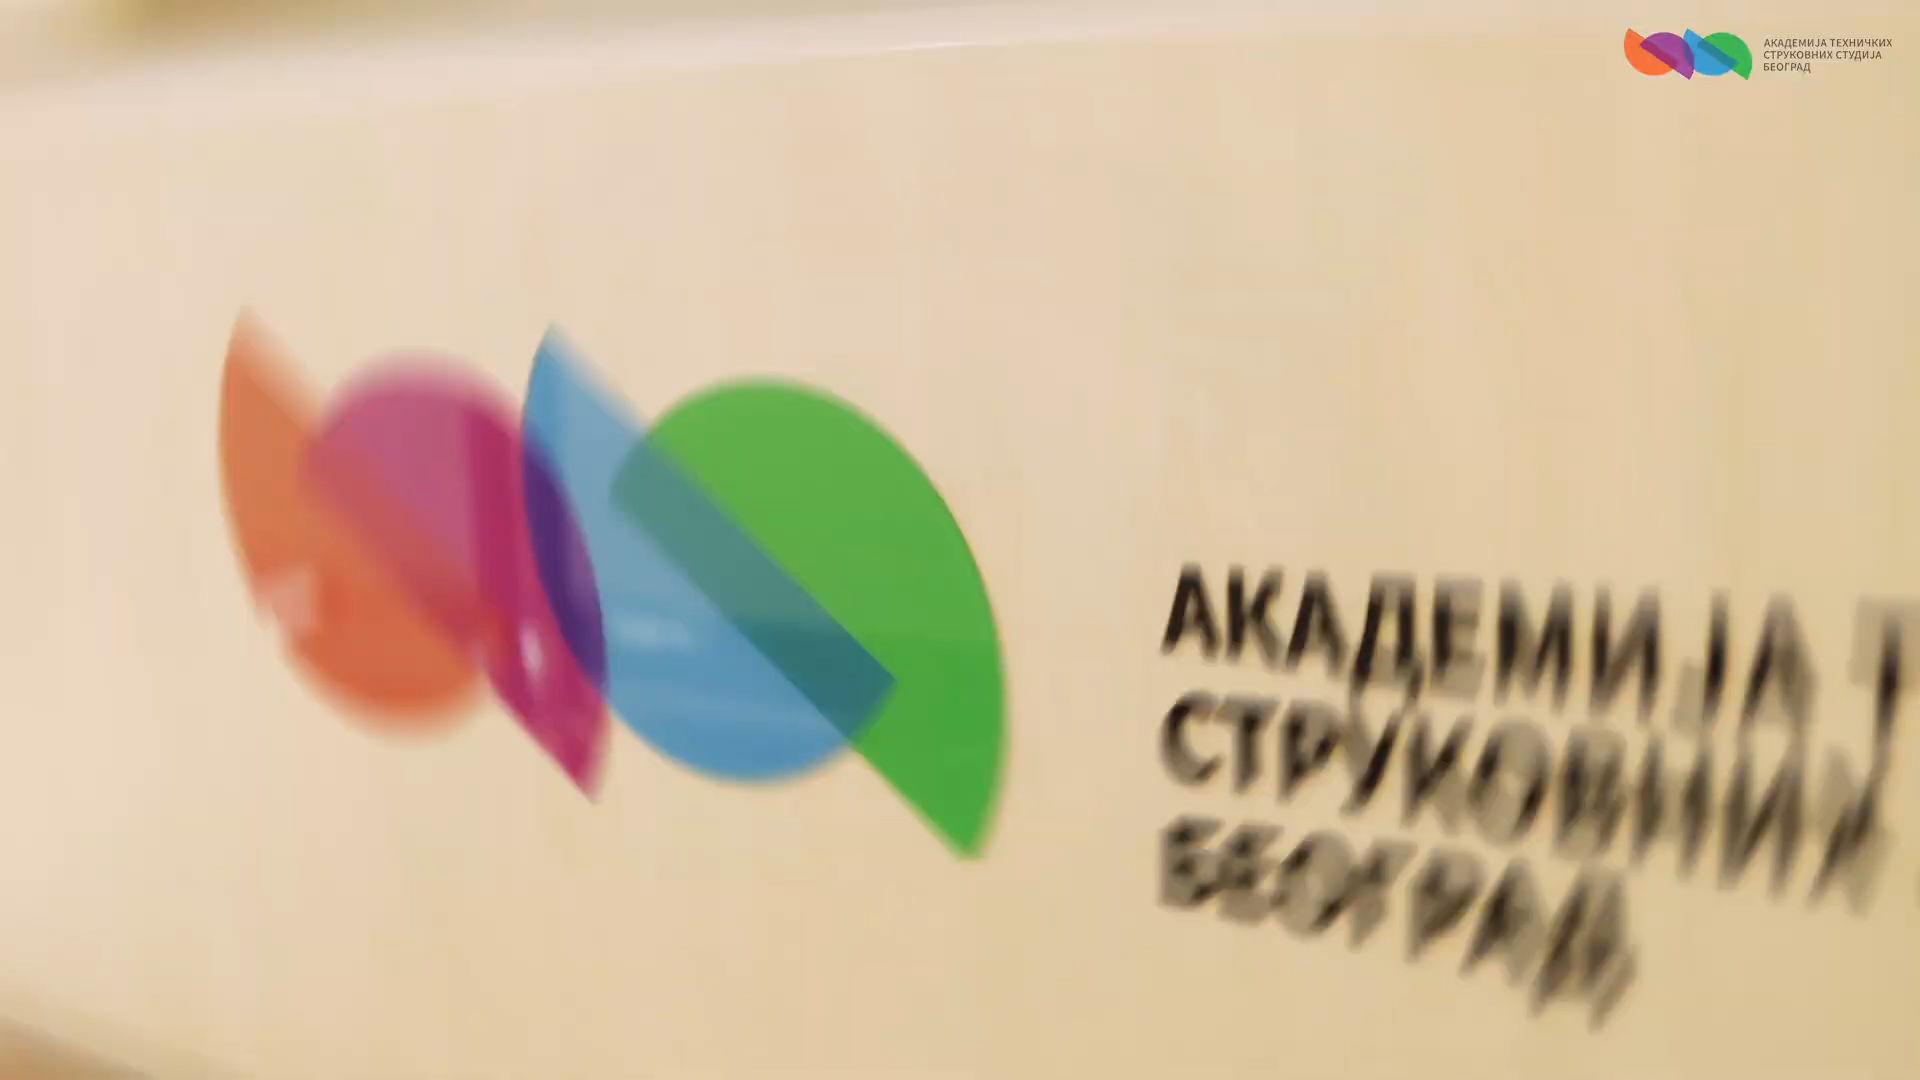 АКАДЕМИЈА ТЕХНИЧКИХ
СТРУКОВНИХ СТУДИЈА
БЕОГРАД
АКАДЕМИЈА Т
СТРУКОВНИХ
БЕОГРАД